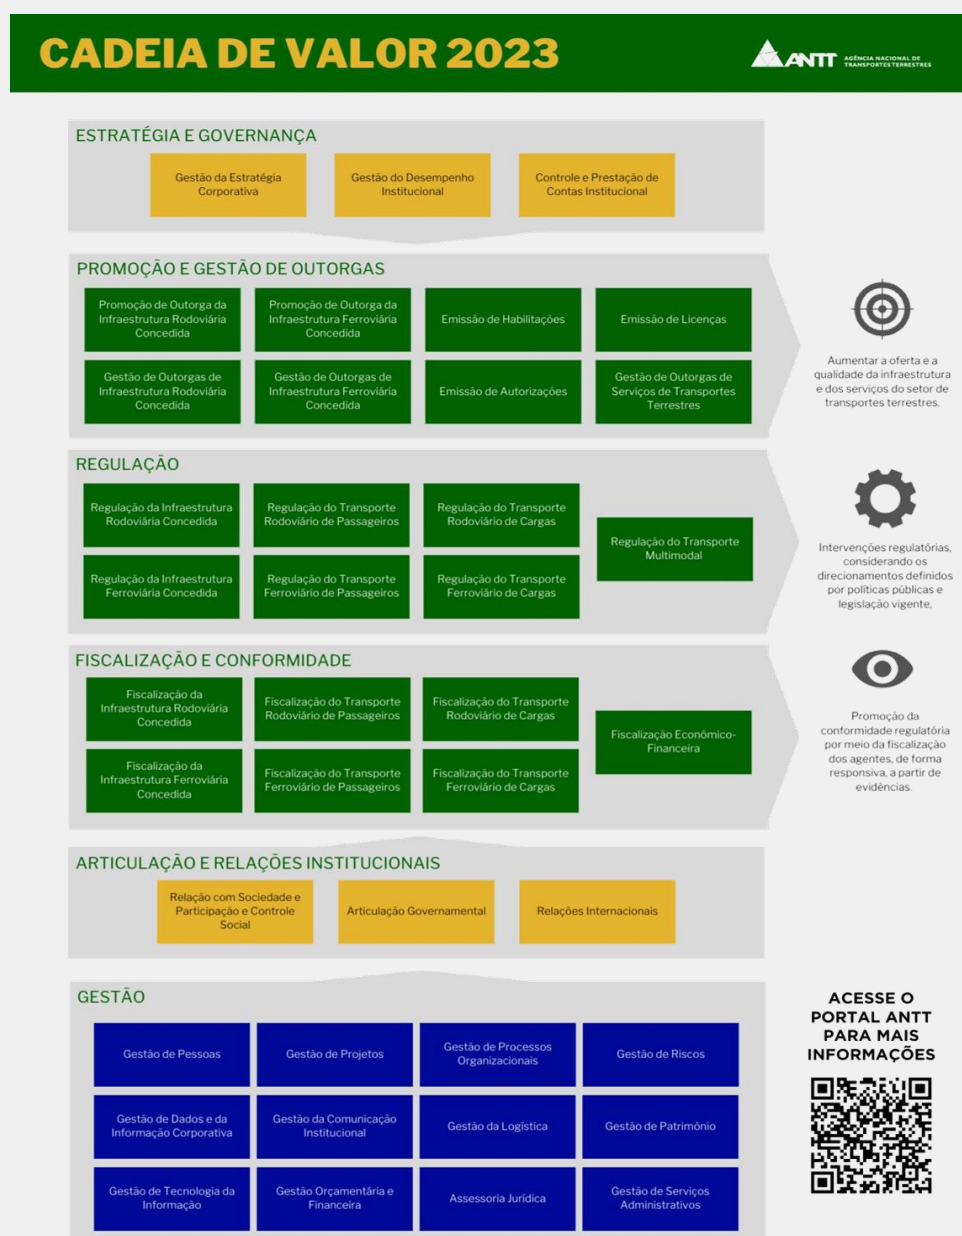 CADEIA DE VALOR 2023
ANTT
AGÊNCIA NACIONAL DE
TRANSPORTES TERRESTRES
ESTRATÉGIA E GOVERNANÇA
Gestão da Estratégia
Corporativa
Gestão do Desempenho
Institucional
Controle e Prestação de
Contas Institucional
PROMOÇÃO E GESTÃO DE OUTORGAS
Promoção de Outorga da
Infraestrutura Rodoviária
Concedida
Promoção de Outorga da
Infraestrutura Ferroviária
Concedida
Emissão de Habilitações
Emissão de Licenças
Gestão de Outorgas de
Infraestrutura Rodoviária
Concedida
Gestão de Outorgas de
Infraestrutura Ferroviária
Concedida
Emissão de Autorizações
Gestão de Outorgas de
Serviços de Transportes
Terrestres
Aumentar a oferta e a
qualidade da infraestrutura
e dos serviços do setor de
transportes terrestres.
REGULAÇÃO
Regulação da Infraestrutura
Rodoviária Concedida
Regulação do Transporte
Rodoviário de Passageiros
Regulação do Transporte
Rodoviário de Cargas
Regulação do Transporte
Multimodal
Regulação da Infraestrutura
Ferroviária Concedida
Regulação do Transporte
Ferroviário de Passageiros
Regulação do Transporte
Ferroviário de Cargas
Intervenções regulatórias,
considerando os
direcionamentos definidos
por políticas públicas e
legislação vigente,
FISCALIZAÇÃO E CONFORMIDADE
Fiscalização da
Infraestrutura Rodoviária
Concedida
Fiscalização do Transporte
Rodoviário de Passageiros
Fiscalização do Transporte
Rodoviário de Cargas
Fiscalização Econômico-
Financeira
Fiscalização da
Infraestrutura Ferroviária
Concedida
Fiscalização do Transporte
Ferroviário de Passageiros
Fiscalização do Transporte
Ferroviário de Cargas
Promoção da
conformidade regulatória
por meio da fiscalização
dos agentes, de forma
responsiva, a partir de
evidências.
ARTICULAÇÃO E RELAÇÕES INSTITUCIONAIS
Relação com Sociedade e
Participação e Controle
Social
Articulação Governamental
Relações Internacionais
GESTÃO
Gestão de Pessoas
Gestão de Projetos
Gestão de Processos
Organizacionais
Gestão de Riscos
Gestão de Dados e da
Informação Corporativa
Gestão da Comunicação
Institucional
Gestão da Logística
Gestão de Patrimônio
Gestão de Tecnologia da
Informação
Gestão Orçamentária e
Financeira
Assessoria Jurídica
Gestão de Serviços
Administrativos
ACESSE O
PORTAL ANTT
PARA MAIS
INFORMAÇÕES